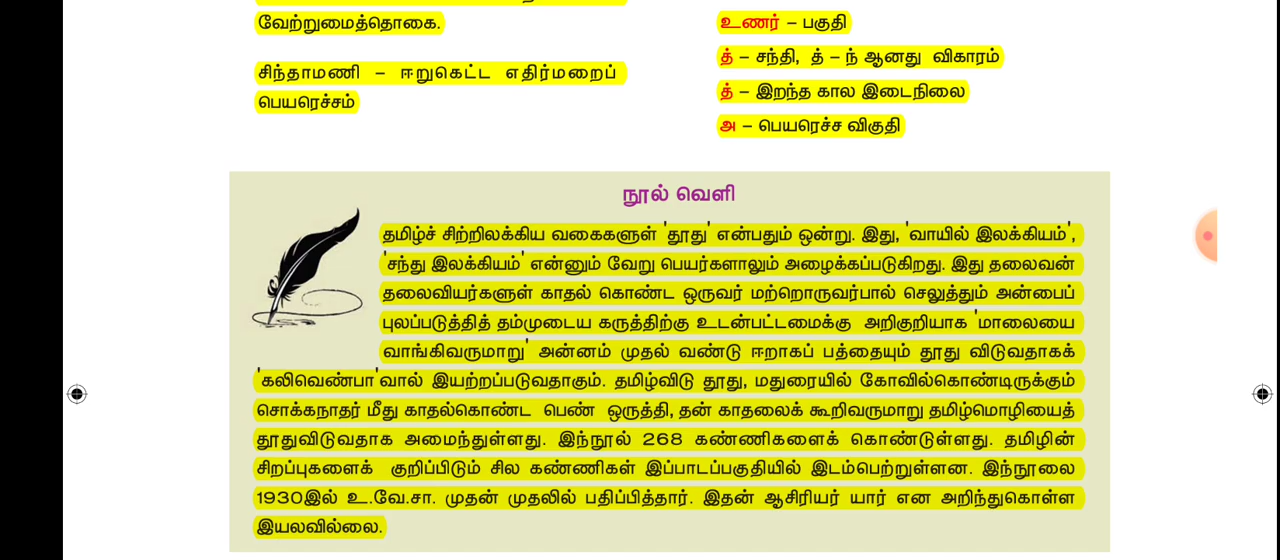 வேற்றுமைத்தொகை.
சிந்தாமணி – ஈறுகெட்ட எதிர்மறைப்
பெயரெச்சம்
உணர் – பகுதி
த் – சந்தி, த் – ந் ஆனது விகாரம்
த் – இறந்த கால இடைநிலை
அ – பெயரெச்ச விகுதி
நூல் வெளி
தமிழ்ச் சிற்றிலக்கிய வகைகளுள் 'தூது' என்பதும் ஒன்று. இது, 'வாயில் இலக்கியம்',
'சந்து இலக்கியம்' என்னும் வேறு பெயர்களாலும் அழைக்கப்படுகிறது. இது தலைவன்
தலைவியர்களுள் காதல் கொண்ட ஒருவர் மற்றொருவர்பால் செலுத்தும் அன்பைப்
புலப்படுத்தித் தம்முடைய கருத்திற்கு உடன்பட்டமைக்கு அறிகுறியாக 'மாலையை
வாங்கிவருமாறு' அன்னம் முதல் வண்டு ஈறாகப் பத்தையும் தூது விடுவதாகக்
'கலிவெண்பா'வால் இயற்றப்படுவதாகும். தமிழ்விடு தூது, மதுரையில் கோவில்கொண்டிருக்கும்
சொக்கநாதர் மீது காதல்கொண்ட பெண் ஒருத்தி, தன் காதலைக் கூறிவருமாறு தமிழ்மொழியைத்
தூதுவிடுவதாக அமைந்துள்ளது. இந்நூல் 268 கண்ணிகளைக் கொண்டுள்ளது. தமிழின்
சிறப்புகளைக் குறிப்பிடும் சில கண்ணிகள் இப்பாடப்பகுதியில் இடம்பெற்றுள்ளன. இந்நூலை
1930இல் உ.வே.சா. முதன் முதலில் பதிப்பித்தார். இதன் ஆசிரியர் யார் என அறிந்துகொள்ள
இயலவில்லை.